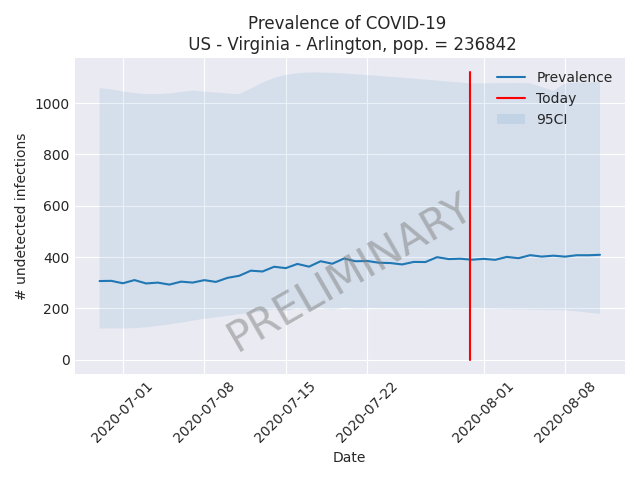 Prevalence of COVID-19
US - Virginia - Arlington, pop. = 236842
# undetected infections
1000
800
600
400
200
0
Prevalence
Today
95CI
PRELIMINARY
2020-07-01
2020-07-08
2020-07-15
2020-07-22
2020-08-01
2020-08-08
Date